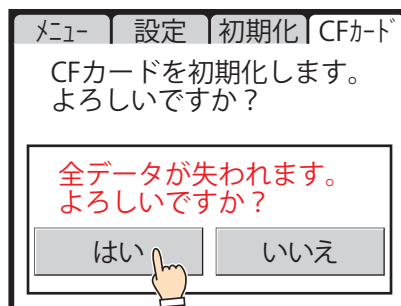 ﾒﾆｭｰ 設定 初期化 CFｶｰﾄﾞ
CFカードを初期化します。
よろしいですか？
全データが失われます。
よろしいですか？
はい いいえ